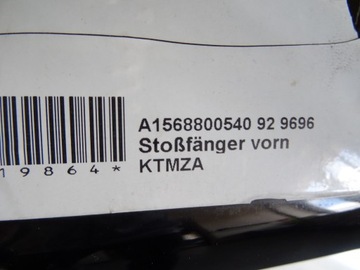 A1568800540 92 9696
Stoßfänger vorn
KTMZA
19864*